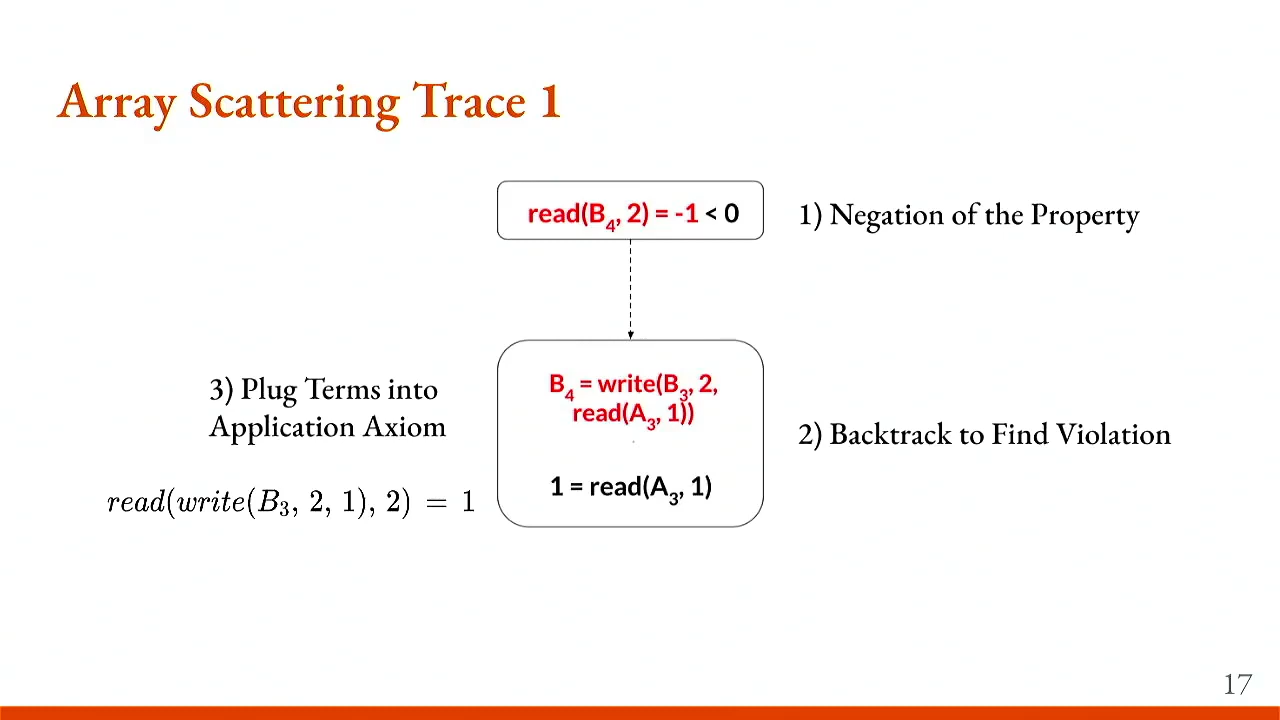 Array Scattering Trace 1
read(B₄, 2) = -1 < 0
1) Negation of the Property
3) Plug Terms into
Application Axiom
read(write(B₃, 2, 1), 2) = 1
B₄ = write(B₃, 2,
read(A₃, 1))
1 = read(A₃, 1)
2) Backtrack to Find Violation
17